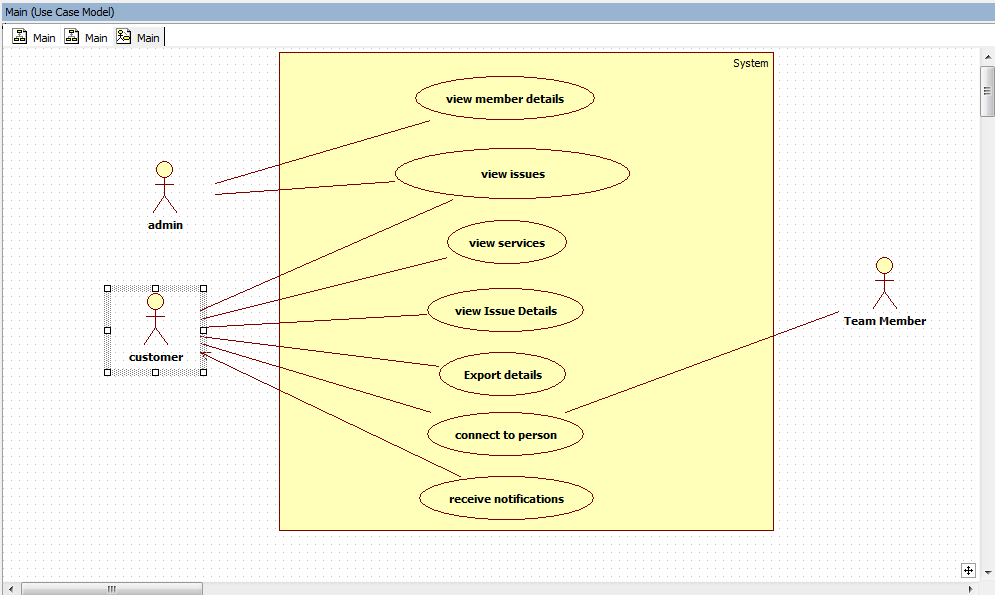 Main (Use Case Model)
Main
Main
Main
System
view member details
view issues
admin
view services
view Issue Details
Team Member
customer
Export details
connect to person
receive notifications